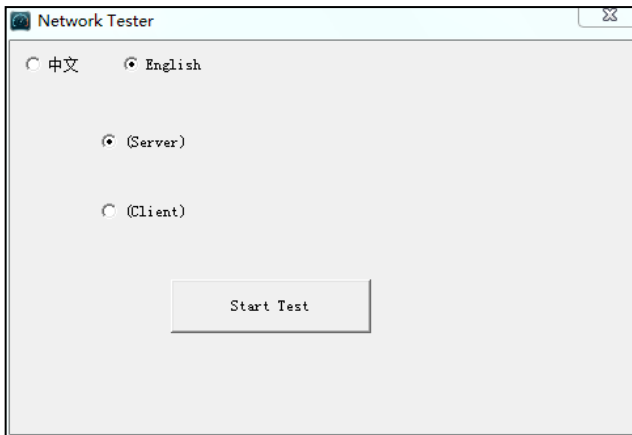 Network Tester
中文 English
(Server)
(Client)
Start Test